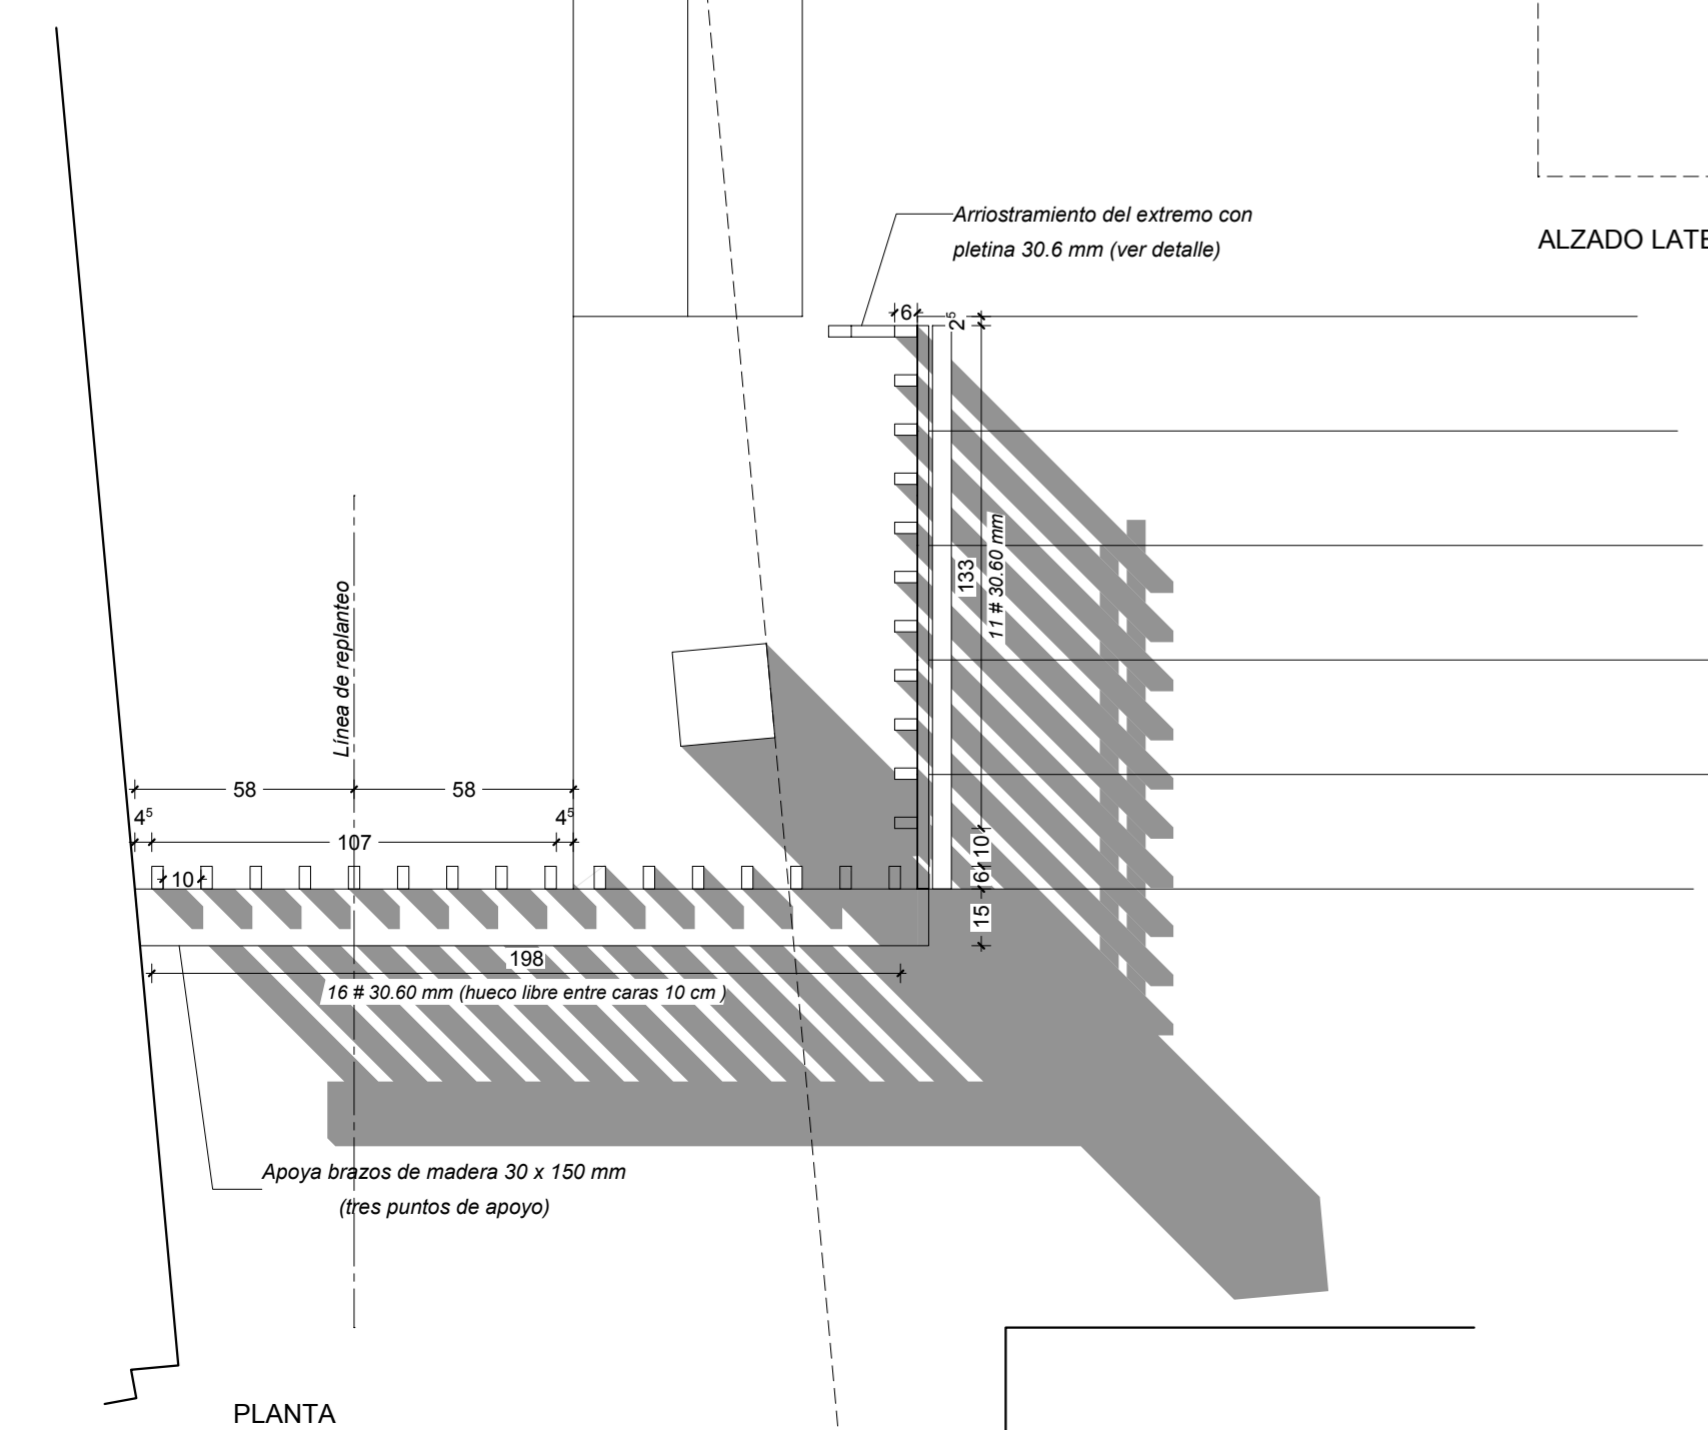 Arriostramiento del extremo con
pletina 30.6 mm (ver detalle)
ALZADO LATE
6
2⁵
133
11 # 30.60 mm
Línea de replanteo
58
58
4⁵
4⁵
107
10
10
6
15
198
16 # 30.60 mm (hueco libre entre caras 10 cm )
Apoya brazos de madera 30 x 150 mm
(tres puntos de apoyo)
PLANTA